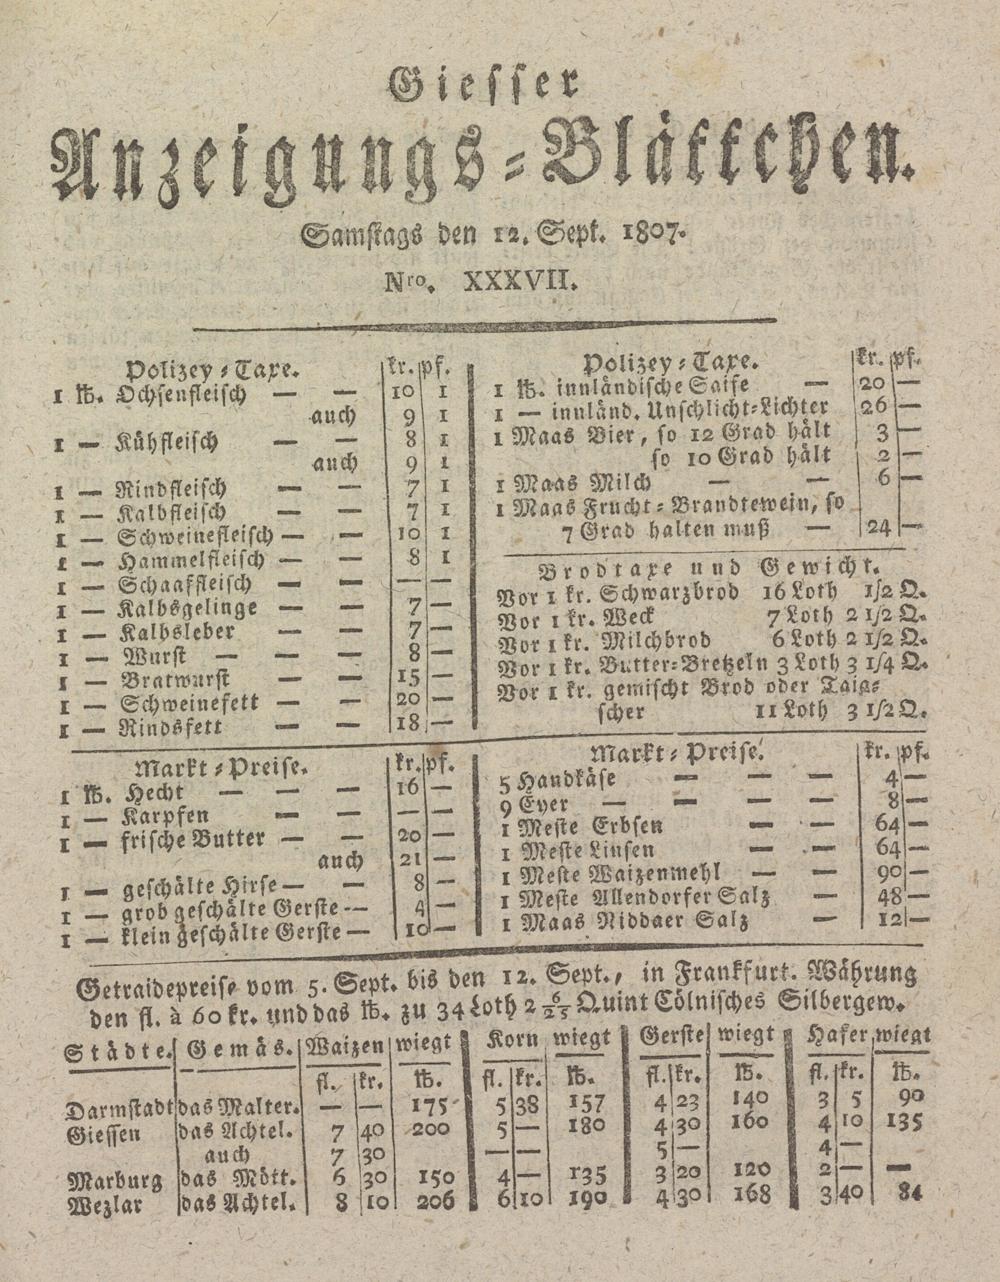 Giesser
Anzeigungs-Blättchen.
Samstags den 12. Sept. 1807.
Nro. XXXVII.
Polizey-Taxe. kr. pf.
1 ℔. Ochsenfleisch — — 10 1
auch 9 1
1 — Kühfleisch — — 8 1
auch 9 1
1 — Rindfleisch — — 7 1
1 — Kalbfleisch — — 7 1
1 — Schweinefleisch — — 10 1
1 — Hammelfleisch — — 8 1
1 — Schaaffleisch — — — —
1 — Kalbsgelinge — — 7 —
1 — Kalbsleber — — 7 —
1 — Wurst — — — 8 —
1 — Bratwurst — — 15 —
1 — Schweinefett — — 20 —
1 — Rindsfett — — 18 —
Polizey-Taxe. kr. pf.
1 ℔. innländische Saife — 20 —
1 — innländ. Unschlicht-Lichter 26 —
1 Maas Bier, so 12 Grad hält 3 —
so 10 Grad hält 2 —
1 Maas Milch — — 6 —
1 Maas Frucht-Brandtewein, so
7 Grad halten muß — 24 —
Brodtaxe und Gewicht.
Vor 1 kr. Schwarzbrod 16 Loth 1/2 Q.
Vor 1 kr. Weck 7 Loth 2 1/2 Q.
Vor 1 kr. Milchbrod 6 Loth 2 1/2 Q.
Vor 1 kr. Butter-Bretzeln 3 Loth 3 1/4 Q.
Vor 1 kr. gemischt Brod oder Taig-
scher 11 Loth 3 1/2 Q.
Markt-Preise. kr. pf.
1 ℔. Hecht — — — 16 —
1 — Karpfen — — — —
1 — frische Butter — — 20 —
auch 21 —
1 — geschälte Hirse — — 8 —
1 — grob geschälte Gerste -- 4 —
1 — klein geschälte Gerste — 10 —
Markt-Preise. kr. pf.
5 Handkäse — — — 4 —
9 Eyer — — — — 8 —
1 Meste Erbsen — — 64 —
1 Meste Linsen — — 64 —
1 Meste Waizenmehl — — 90 —
1 Meste Allendorfer Salz — 48 —
1 Maas Niddaer Salz — 12 —
Getraidepreise vom 5. Sept. bis den 12. Sept., in Frankfurt. Währung
den fl. à 60 kr. und das ℔. zu 34 Loth 2 6/25 Quint Cölnisches Silbergew.
Städte. Gemäs. Waizen wiegt Korn wiegt Gerste wiegt Hafer wiegt
fl. kr. ℔. fl. kr. ℔. fl. kr. ℔. fl. kr. ℔.
Darmstadt das Malter. — — 175 5 38 157 4 23 140 3 5 90
Giessen das Achtel. 7 40 200 5 — 180 4 30 160 4 10 135
auch 7 30 — — 5 — 4 —
Marburg das Mött. 6 30 150 4 — 135 3 20 120 2 — —
Wezlar das Achtel. 8 10 206 6 10 190 4 30 168 3 40 84